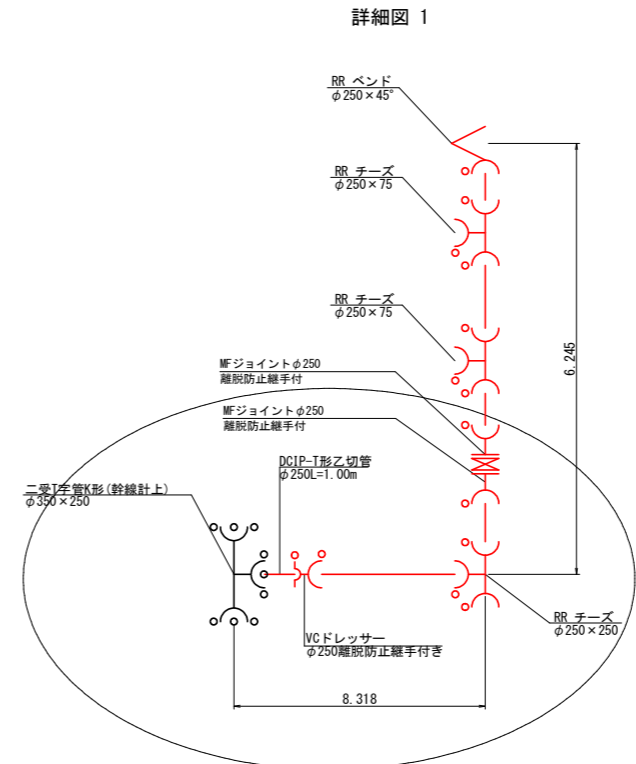 詳細図 1
RR ベンド
φ250×45°
RR チーズ
φ250×75
RR チーズ
φ250×75
6.245
MFジョイントφ250
離脱防止継手付
MFジョイントφ250
離脱防止継手付
DCIP-T形乙切管
φ250L=1.00m
二受T字管K形(幹線計上)
φ350×250
RR チーズ
φ250×250
VCドレッサー
φ250離脱防止継手付き
8.318